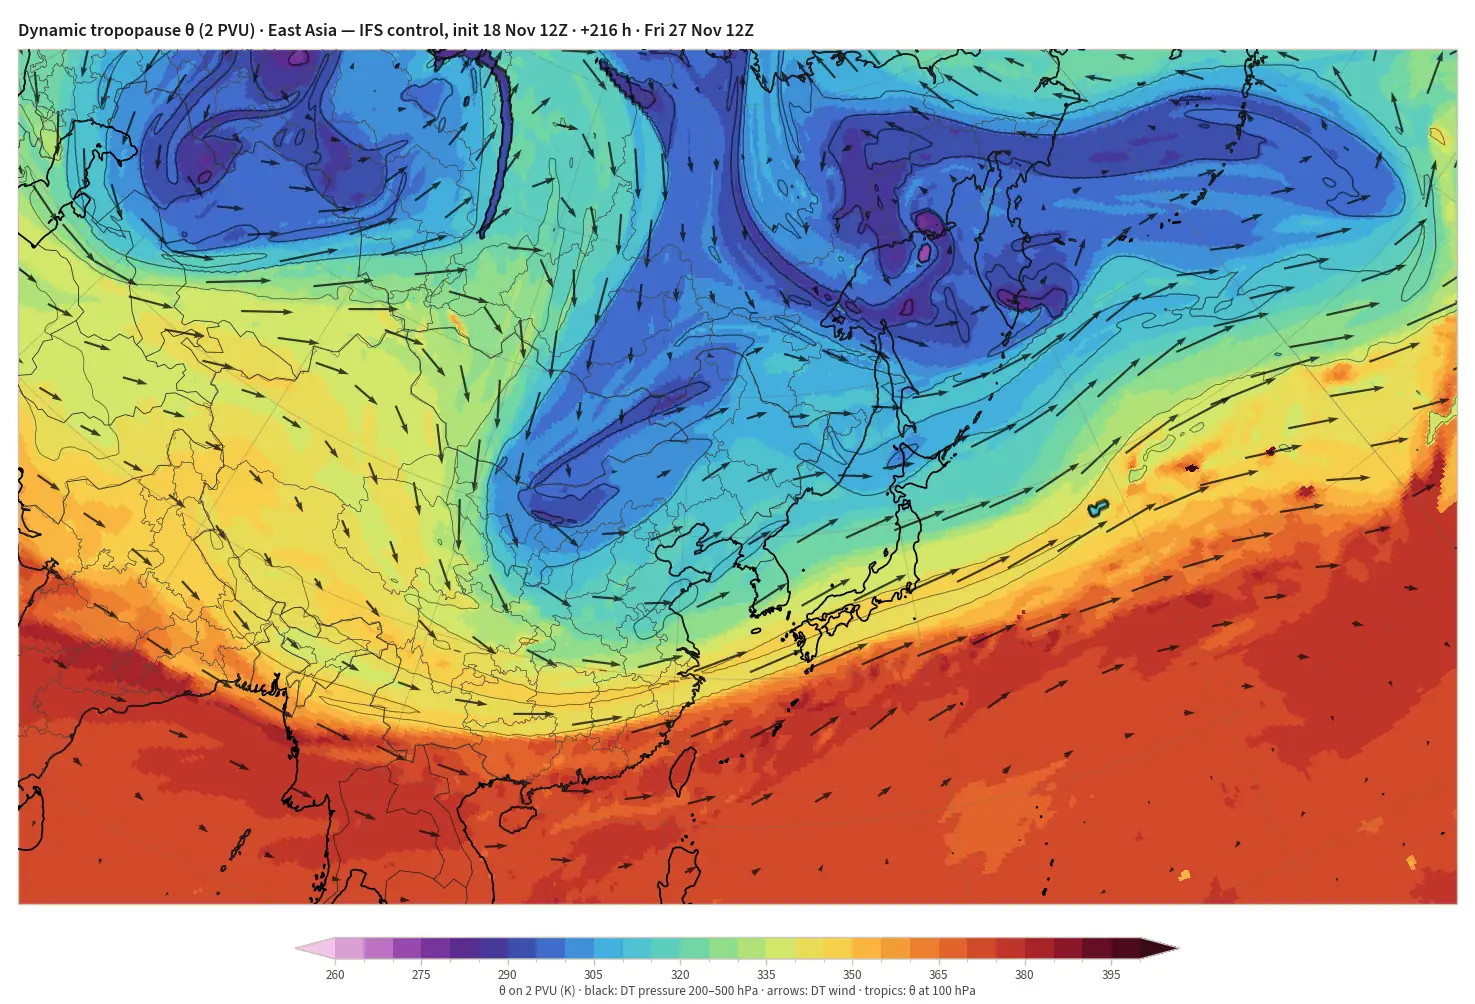 Dynamic tropopause θ (2 PVU) · East Asia — IFS control, init 18 Nov 12Z · +216 h · Fri 27 Nov 12Z
260 275 290 305 320 335 350 365 380 395
θ on 2 PVU (K) · black: DT pressure 200–500 hPa · arrows: DT wind · tropics: θ at 100 hPa